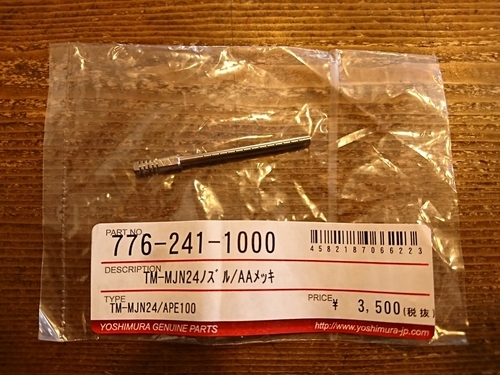 PART NO.
776-241-1000
4582187066223
DESCRIPTION
TM-MJN24ﾉｽﾞﾙ/AAﾒｯｷ
TYPE
TM-MJN24/APE100
PRICE ¥ 3,500 (税抜)
YOSHIMURA GENUINE PARTS
http://www.yoshimura-jp.com